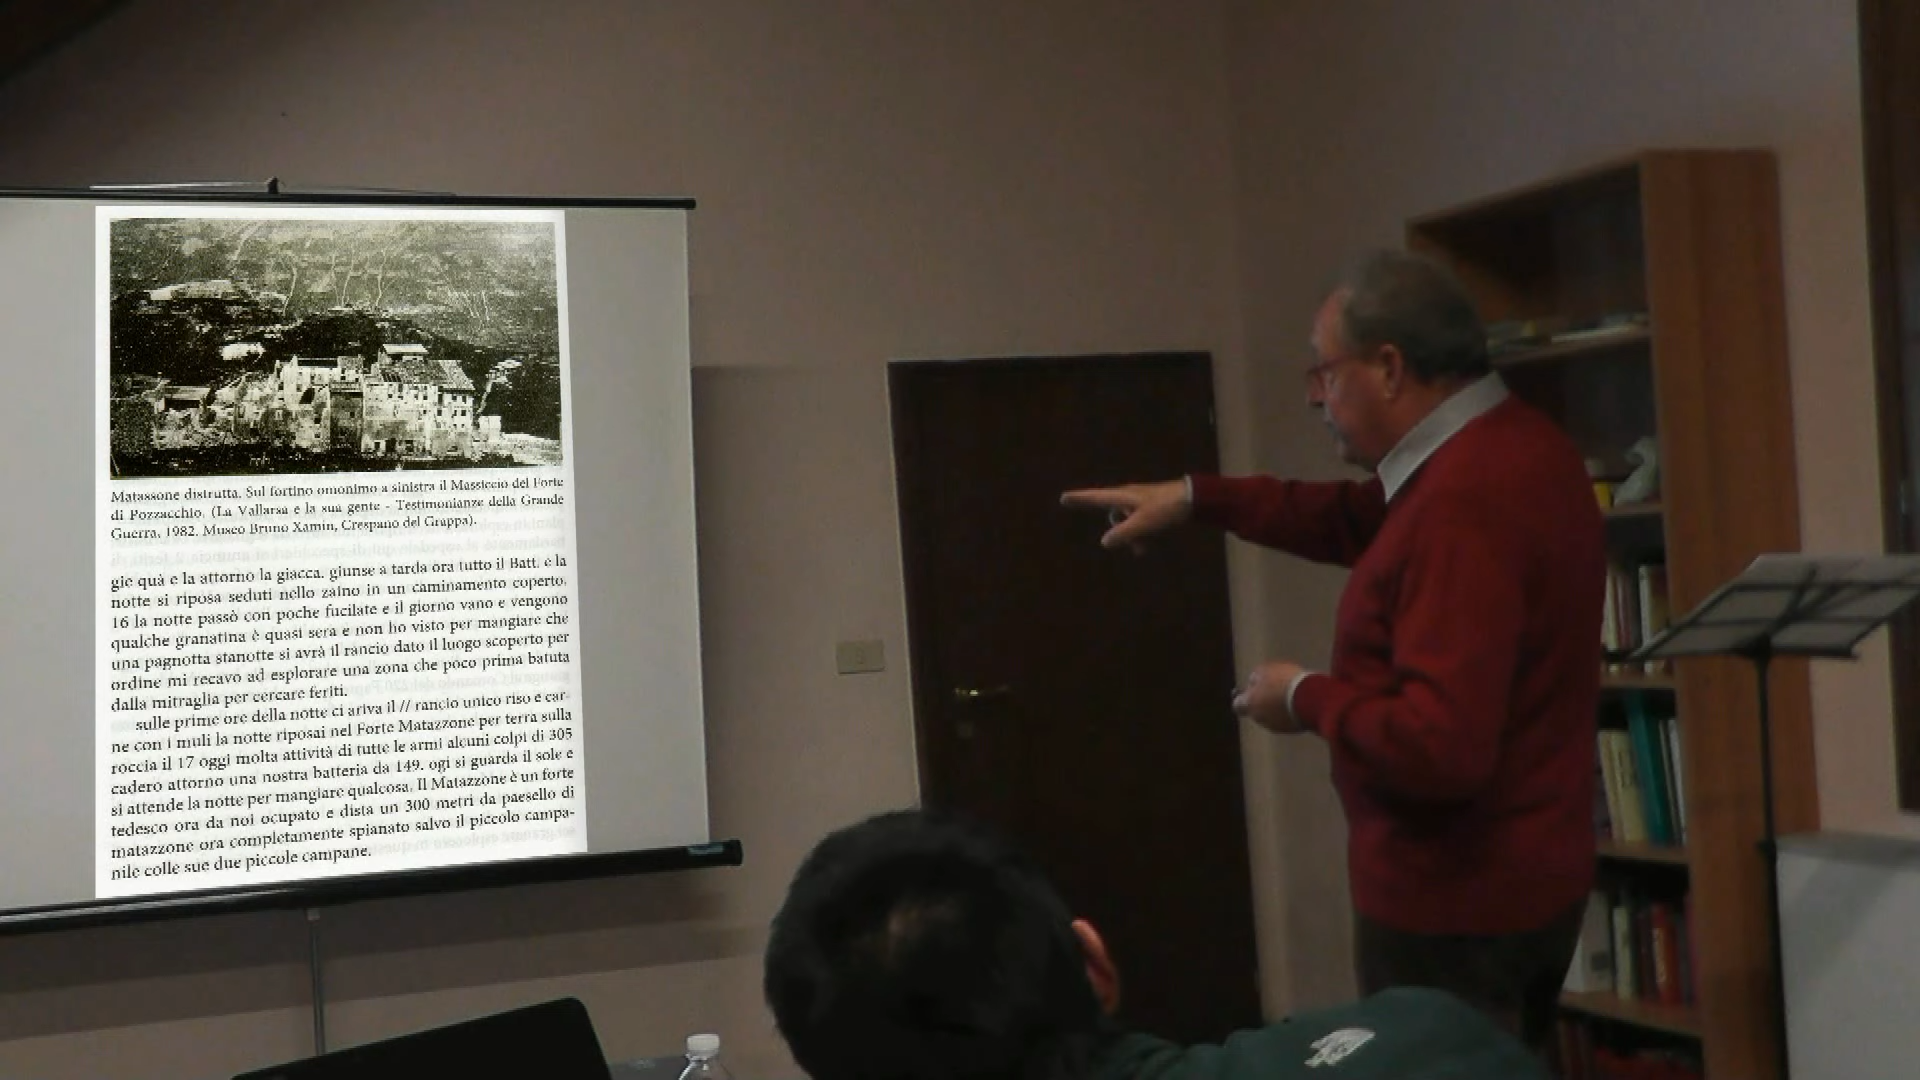 Matassone distrutta. Sul fortino omonimo a sinistra il Massiccio del Forte
di Pozzacchio. (La Vallarsa e la sua gente - Testimonianze della Grande
Guerra. 1982. Museo Bruno Xamin, Crespano del Grappa).
gie quà e la attorno la giacca. giunse a tarda ora tutto il Batt. e la
notte si riposa seduti nello zaino in un caminamento coperto.
16 la notte passò con poche fucilate e il giorno vano e vengono
qualche granatina è quasi sera e non ho visto per mangiare che
una pagnotta stanotte si avrà il rancio dato il luogo scoperto per
ordine mi recavo ad esplorare una zona che poco prima batuta
dalla mitraglia per cercare feriti.
sulle prime ore della notte ci ariva il // rancio unico riso e car-
ne con i muli la notte riposai nel Forte Matazzone per terra sulla
roccia il 17 oggi molta attività di tutte le armi alcuni colpi di 305
cadero attorno una nostra batteria da 149. ogi si guarda il sole e
si attende la notte per mangiare qualcosa. Il Matazzone è un forte
tedesco ora da noi ocupato e dista un 300 metri da paesello di
matazzone ora completamente spianato salvo il piccolo campa-
nile colle sue due piccole campane.